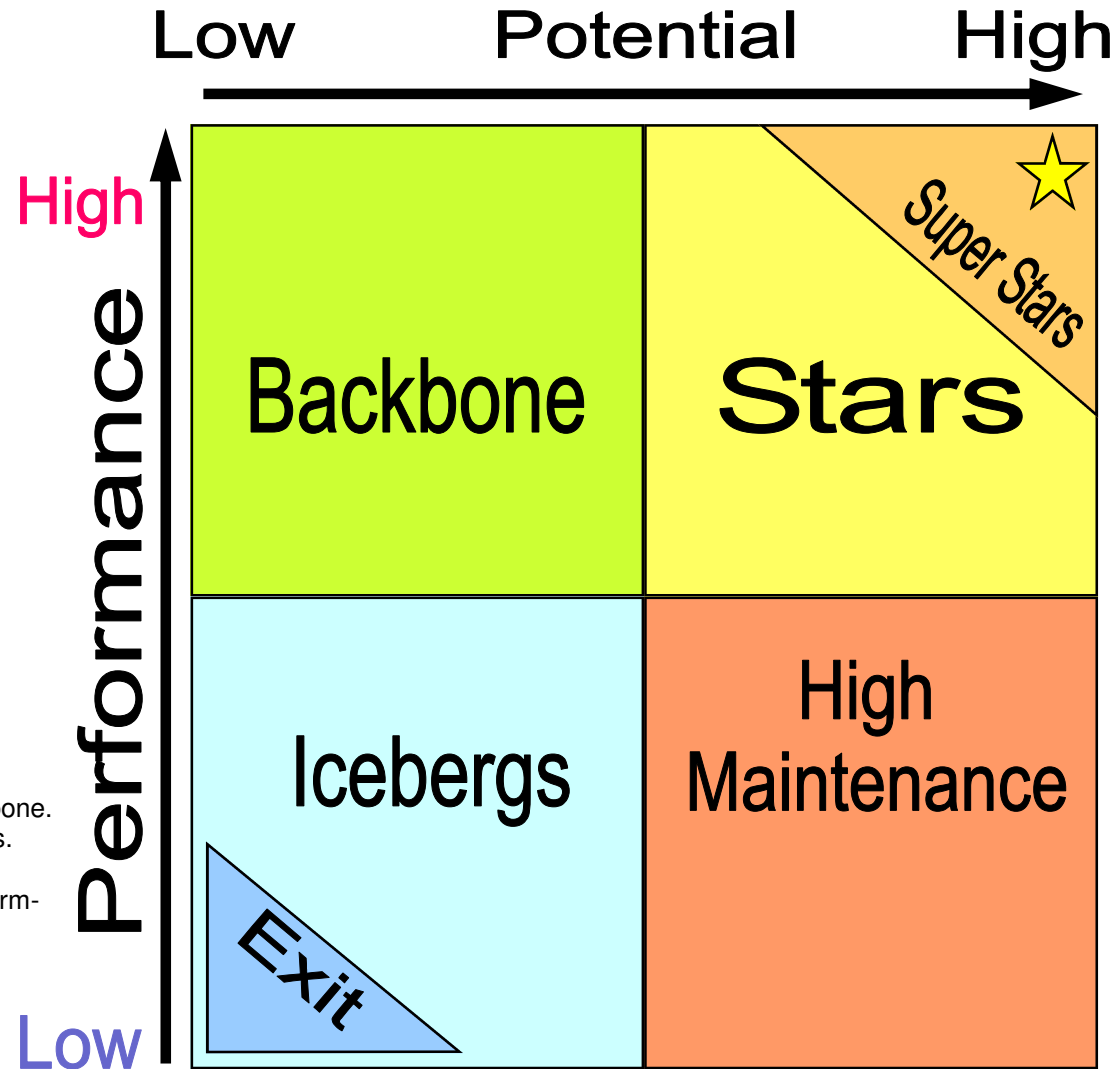 Low Potential High
High
Performance
Super Stars
Backbone Stars
High
Icebergs Maintenance
s.
Exit
Low